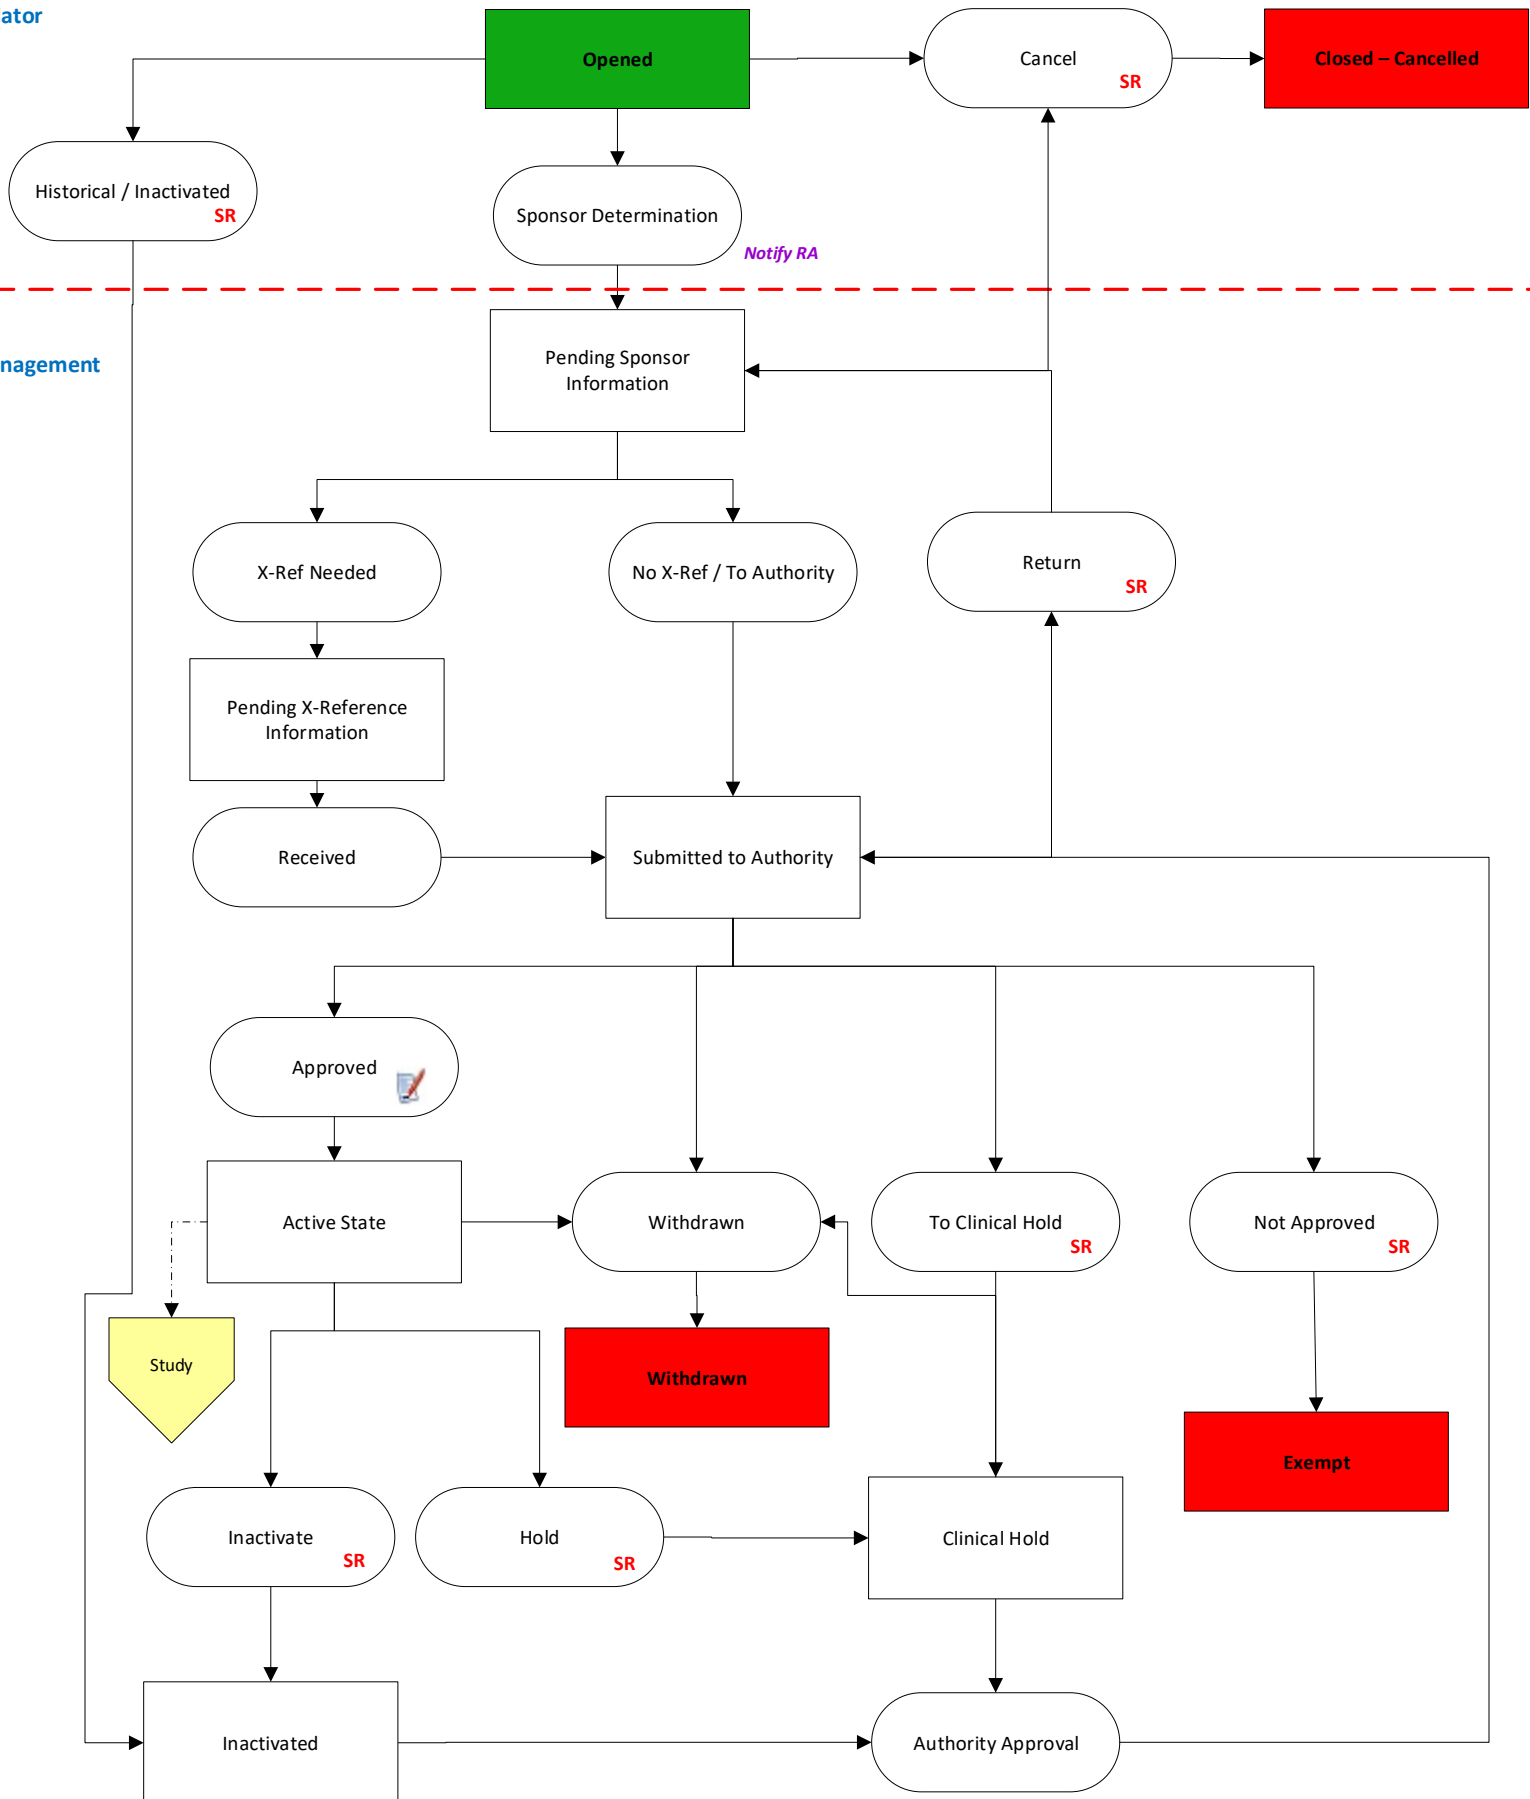 ator
Opened
Cancel
SR
Closed – Cancelled
Historical / Inactivated
SR
Sponsor Determination
Notify RA
nagement
Pending Sponsor
Information
X-Ref Needed
No X-Ref / To Authority
Return
SR
Pending X-Reference
Information
Received
Submitted to Authority
Approved
Active State
Withdrawn
To Clinical Hold
SR
Not Approved
SR
Study
Withdrawn
Exempt
Inactivate
SR
Hold
SR
Clinical Hold
Inactivated
Authority Approval